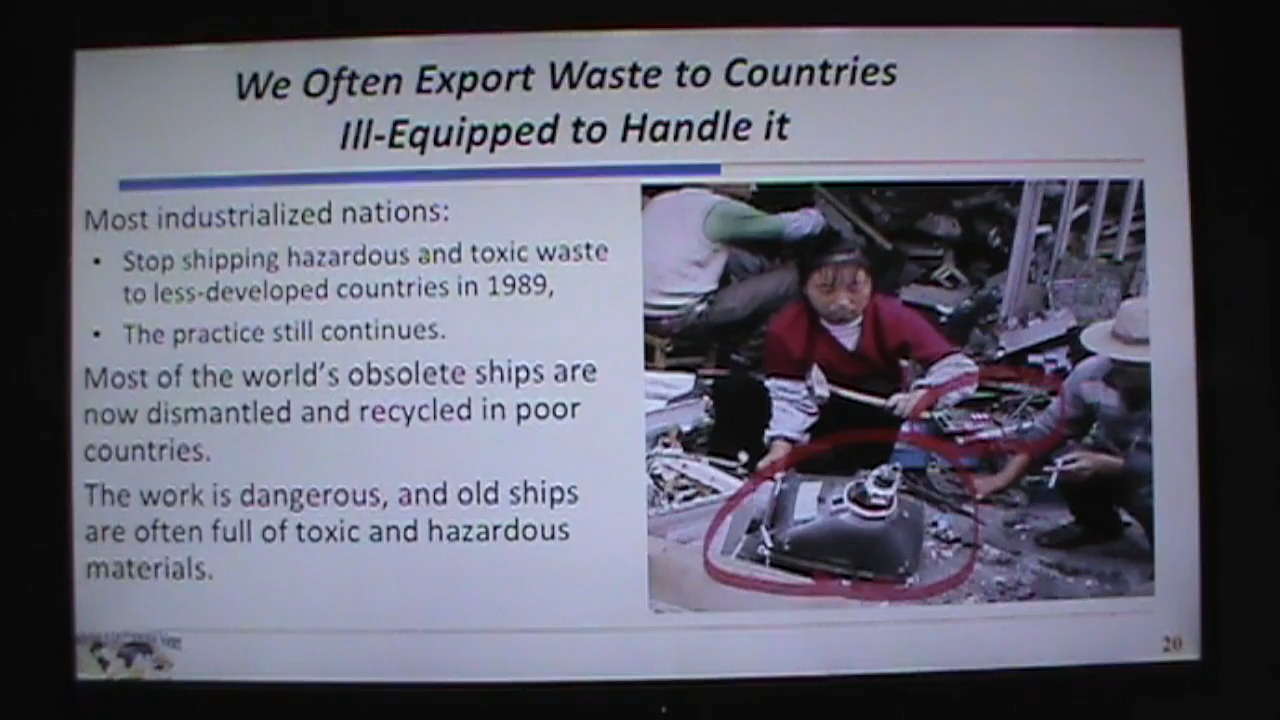 We Often Export Waste to Countries
Ill-Equipped to Handle it
Most industrialized nations:
• Stop shipping hazardous and toxic waste
to less-developed countries in 1989,
• The practice still continues.
Most of the world's obsolete ships are
now dismantled and recycled in poor
countries.
The work is dangerous, and old ships
are often full of toxic and hazardous
materials.
20